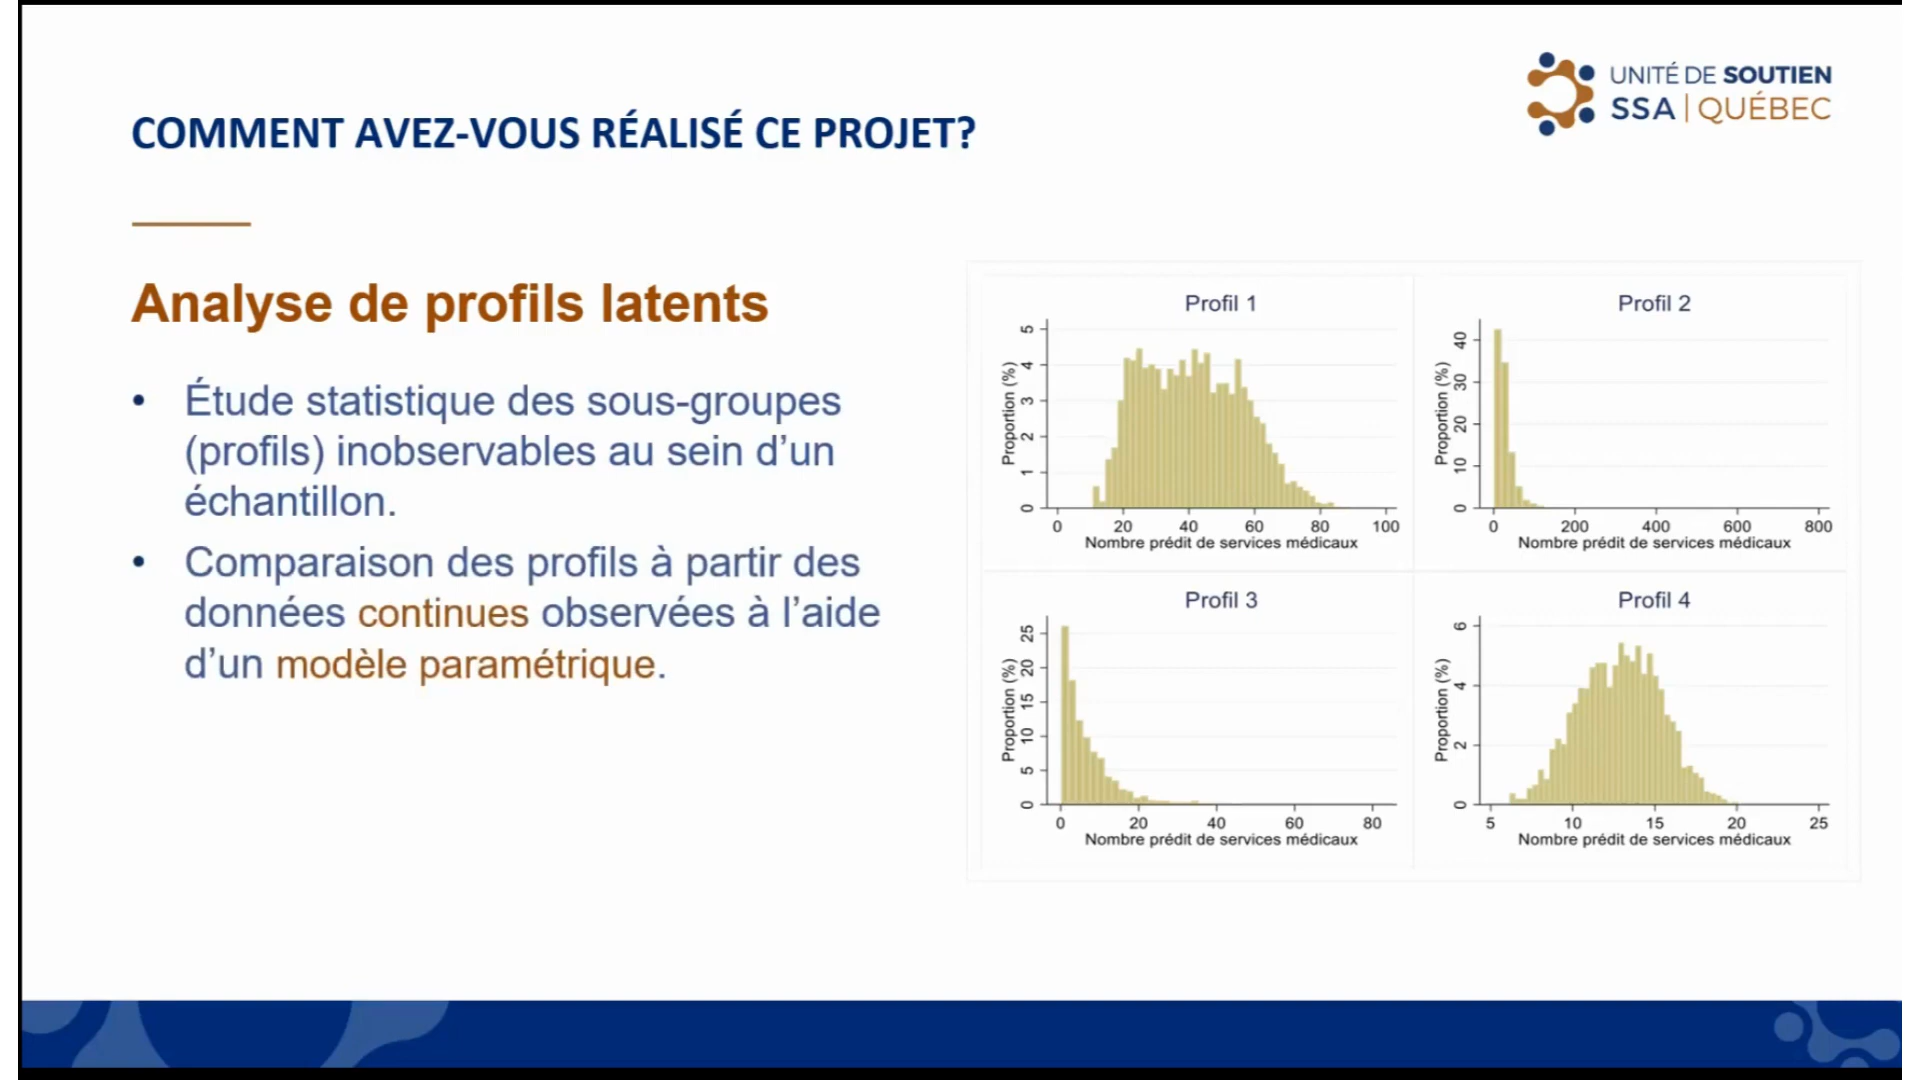 UNITÉ DE SOUTIEN
SSA | QUÉBEC
COMMENT AVEZ-VOUS RÉALISÉ CE PROJET?
Analyse de profils latents
• Étude statistique des sous-groupes
(profils) inobservables au sein d’un
échantillon.
• Comparaison des profils à partir des
données continues observées à l’aide
d’un modèle paramétrique.
Profil 1
Proportion (%)
0 1 2 3 4 5
0 20 40 60 80 100
Nombre prédit de services médicaux
Profil 2
Proportion (%)
0 10 20 30 40
0 200 400 600 800
Nombre prédit de services médicaux
Profil 3
Proportion (%)
0 5 10 15 20 25
0 20 40 60 80
Nombre prédit de services médicaux
Profil 4
Proportion (%)
0 2 4 6
5 10 15 20 25
Nombre prédit de services médicaux